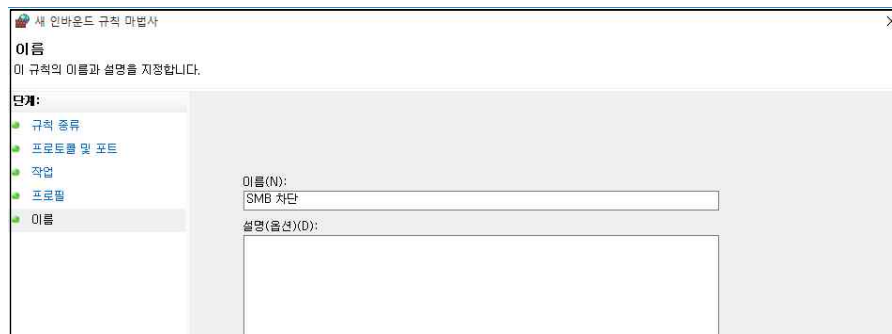 새 인바운드 규칙 마법사
이름
이 규칙의 이름과 설명을 지정합니다.
단계:
규칙 종류
프로토콜 및 포트
작업
프로필
이름
이름(N):
SMB 차단
설명(옵션)(D):